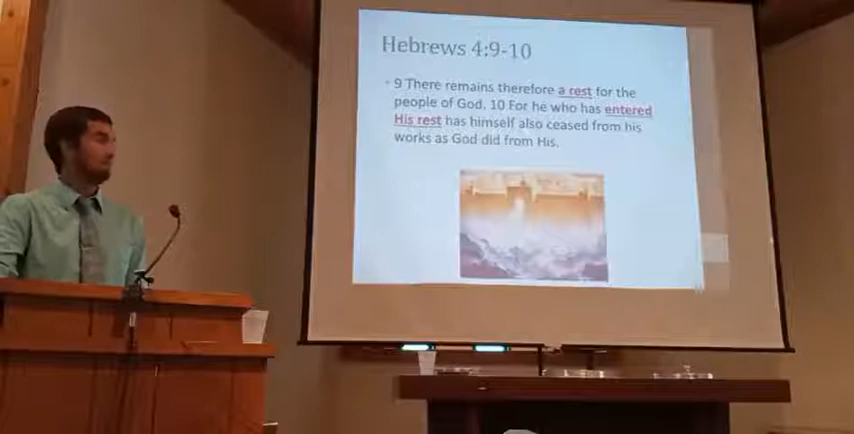 Hebrews 4:9-10
• 9 There remains therefore a rest for the
people of God. 10 For he who has entered
His rest has himself also ceased from his
works as God did from His.